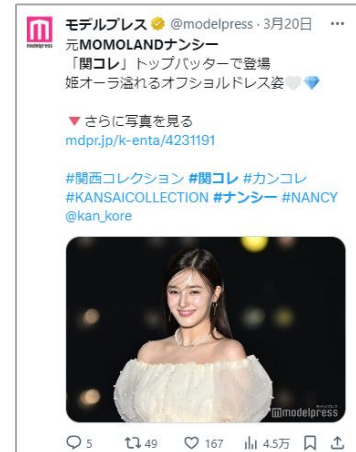 モデルプレス @modelpress · 3月20日 …
元MOMOLANDナンシー
「関コレ」トップバッターで登場
姫オーラ溢れるオフショルドレス姿🤍💎
▼さらに写真を見る
mdpr.jp/k-enta/4231191
#関西コレクション #関コレ #カンコレ
#KANSAICOLLECTION #ナンシー #NANCY
@kan_kore
modelpress
5 49 167 4.5万